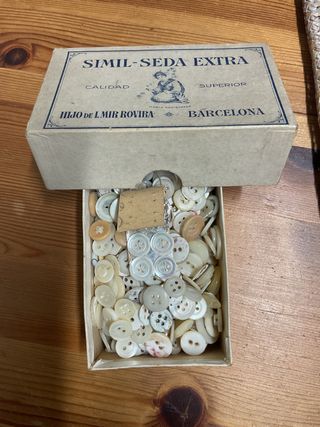 SIMIL-SEDA EXTRA
CALIDAD SUPERIOR
HIJO DE I. MIR ROVIRA BARCELONA